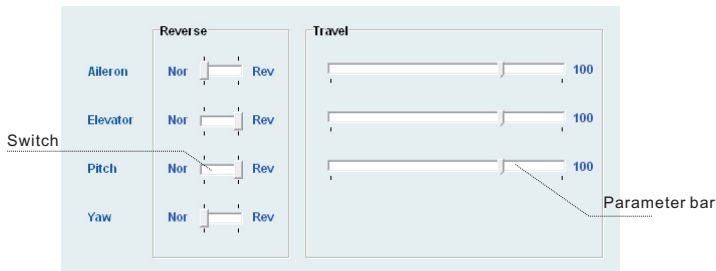 Reverse Travel
Aileron Nor Rev 100
Elevator Nor Rev 100
Switch
Pitch Nor Rev 100
Parameter bar
Yaw Nor Rev